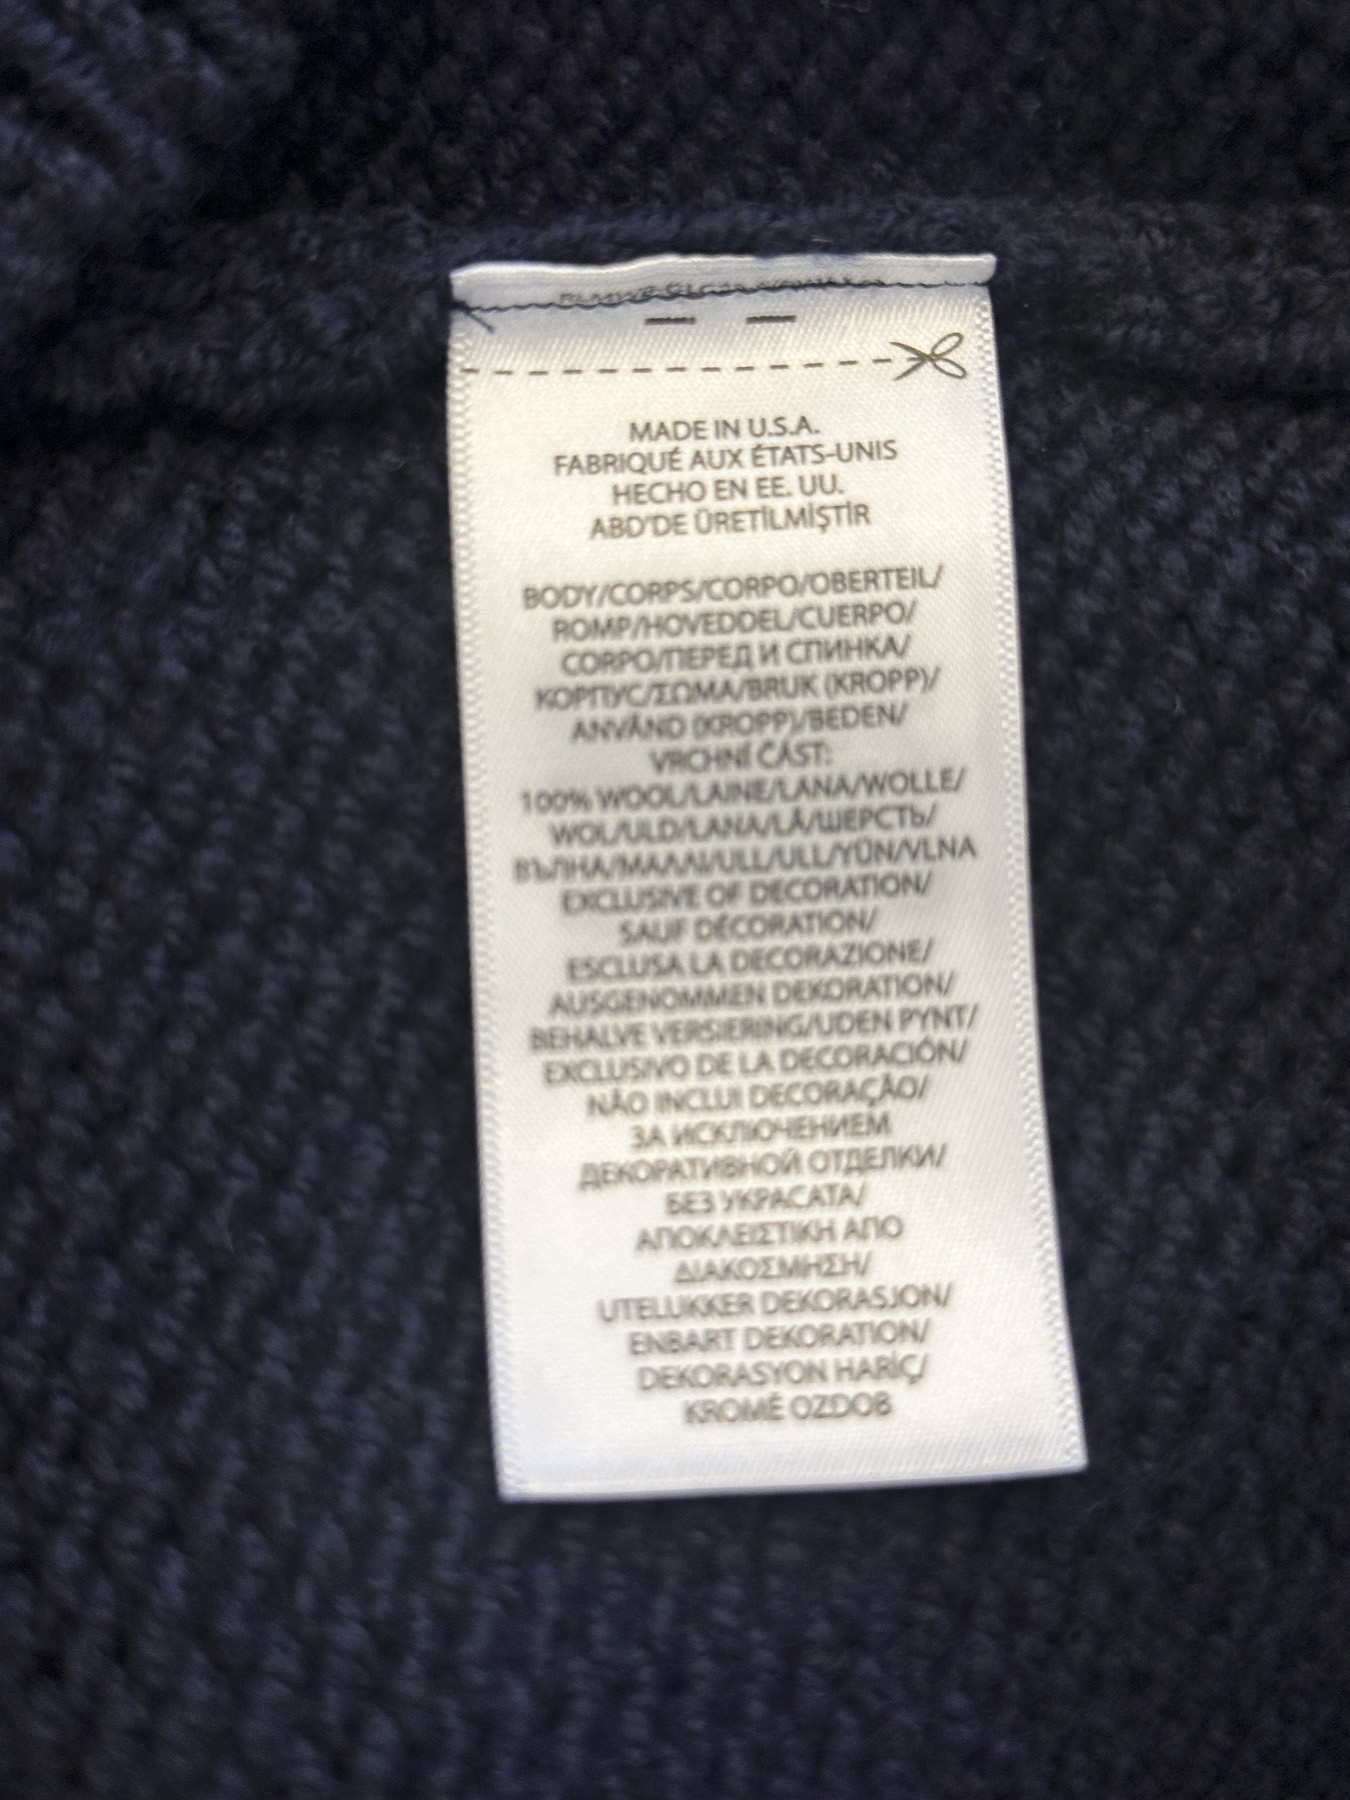 MADE IN U.S.A.
FABRIQUÉ AUX ÉTATS-UNIS
HECHO EN EE. UU.
ABD'DE ÜRETİLMİŞTİR
BODY/CORPS/CORPO/OBERTEIL/
ROMP/HOVEDDEL/CUERPO/
CORPO/ПЕРЕД И СПИНКА/
КОРПУС/ΣΩΜΑ/BRUK (KROPP)/
ANVÄND (KROPP)/BEDEN/
VRCHNÍ ČÁST:
100% WOOL/LAINE/LANA/WOLLE/
WOL/ULD/LANA/LÃ/ШЕРСТЬ/
ВЪЛНА/ΜΑΛΛΙ/ULL/ULL/YÜN/VLNA
EXCLUSIVE OF DECORATION/
SAUF DÉCORATION/
ESCLUSA LA DECORAZIONE/
AUSGENOMMEN DEKORATION/
BEHALVE VERSIERING/UDEN PYNT/
EXCLUSIVO DE LA DECORACIÓN/
NÃO INCLUI DECORAÇÃO/
ЗА ИСКЛЮЧЕНИЕМ
ДЕКОРАТИВНОЙ ОТДЕЛКИ/
БЕЗ УКРАСАТА/
ΑΠΟΚΛΕΙΣΤΙΚΗ ΑΠΟ
ΔΙΑΚΟΣΜΗΣΗ/
UTELUKKER DEKORASJON/
ENBART DEKORATION/
DEKORASYON HARİÇ/
KROMĚ OZDOB